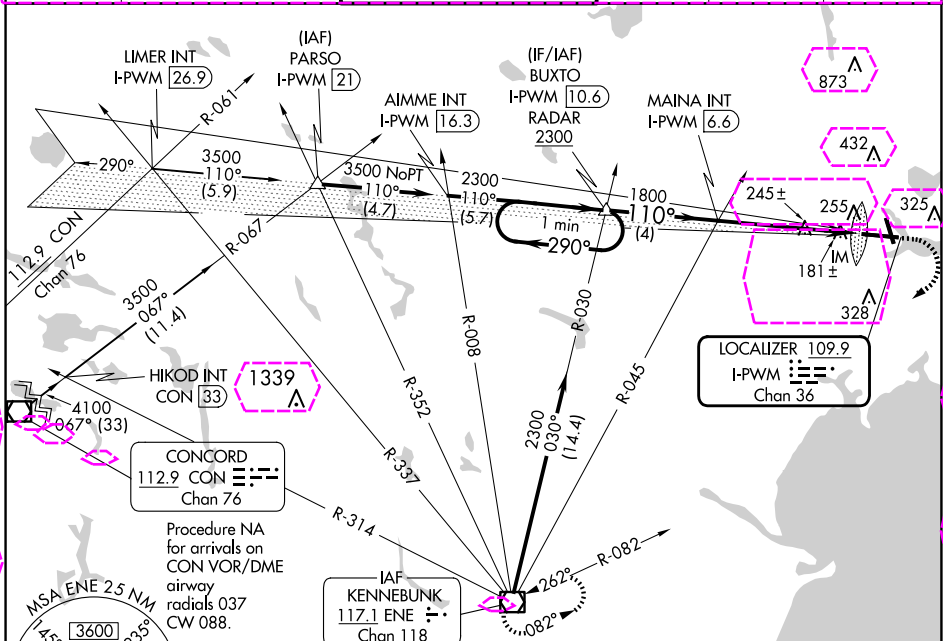 LIMER INT
I-PWM 26.9
(IAF)
PARSO
I-PWM 21
AIMME INT
I-PWM 16.3
(IF/IAF)
BUXTO
I-PWM 10.6
RADAR
2300
MAINA INT
I-PWM 6.6
873
432
325
R-061
290°
3500
110°
(5.9)
3500 NoPT
110°
(4.7)
2300
110°
(5.7)
1800
110°
(4)
245±
255
1 min
290°
IM
181±
328
R-067
112.9 CON
Chan 76
3500
067°
(11.4)
R-008
R-030
R-045
LOCALIZER 109.9
I-PWM
Chan 36
HIKOD INT
CON 33
1339
4100
067° (33)
R-352
R-337
2300
030°
(14.4)
CONCORD
112.9 CON
Chan 76
R-314
Procedure NA
for arrivals on
CON VOR/DME
airway
radials 037
CW 088.
R-082
262°
082°
IAF
KENNEBUNK
117.1 ENE
Chan 118
MSA ENE 25 NM
3600